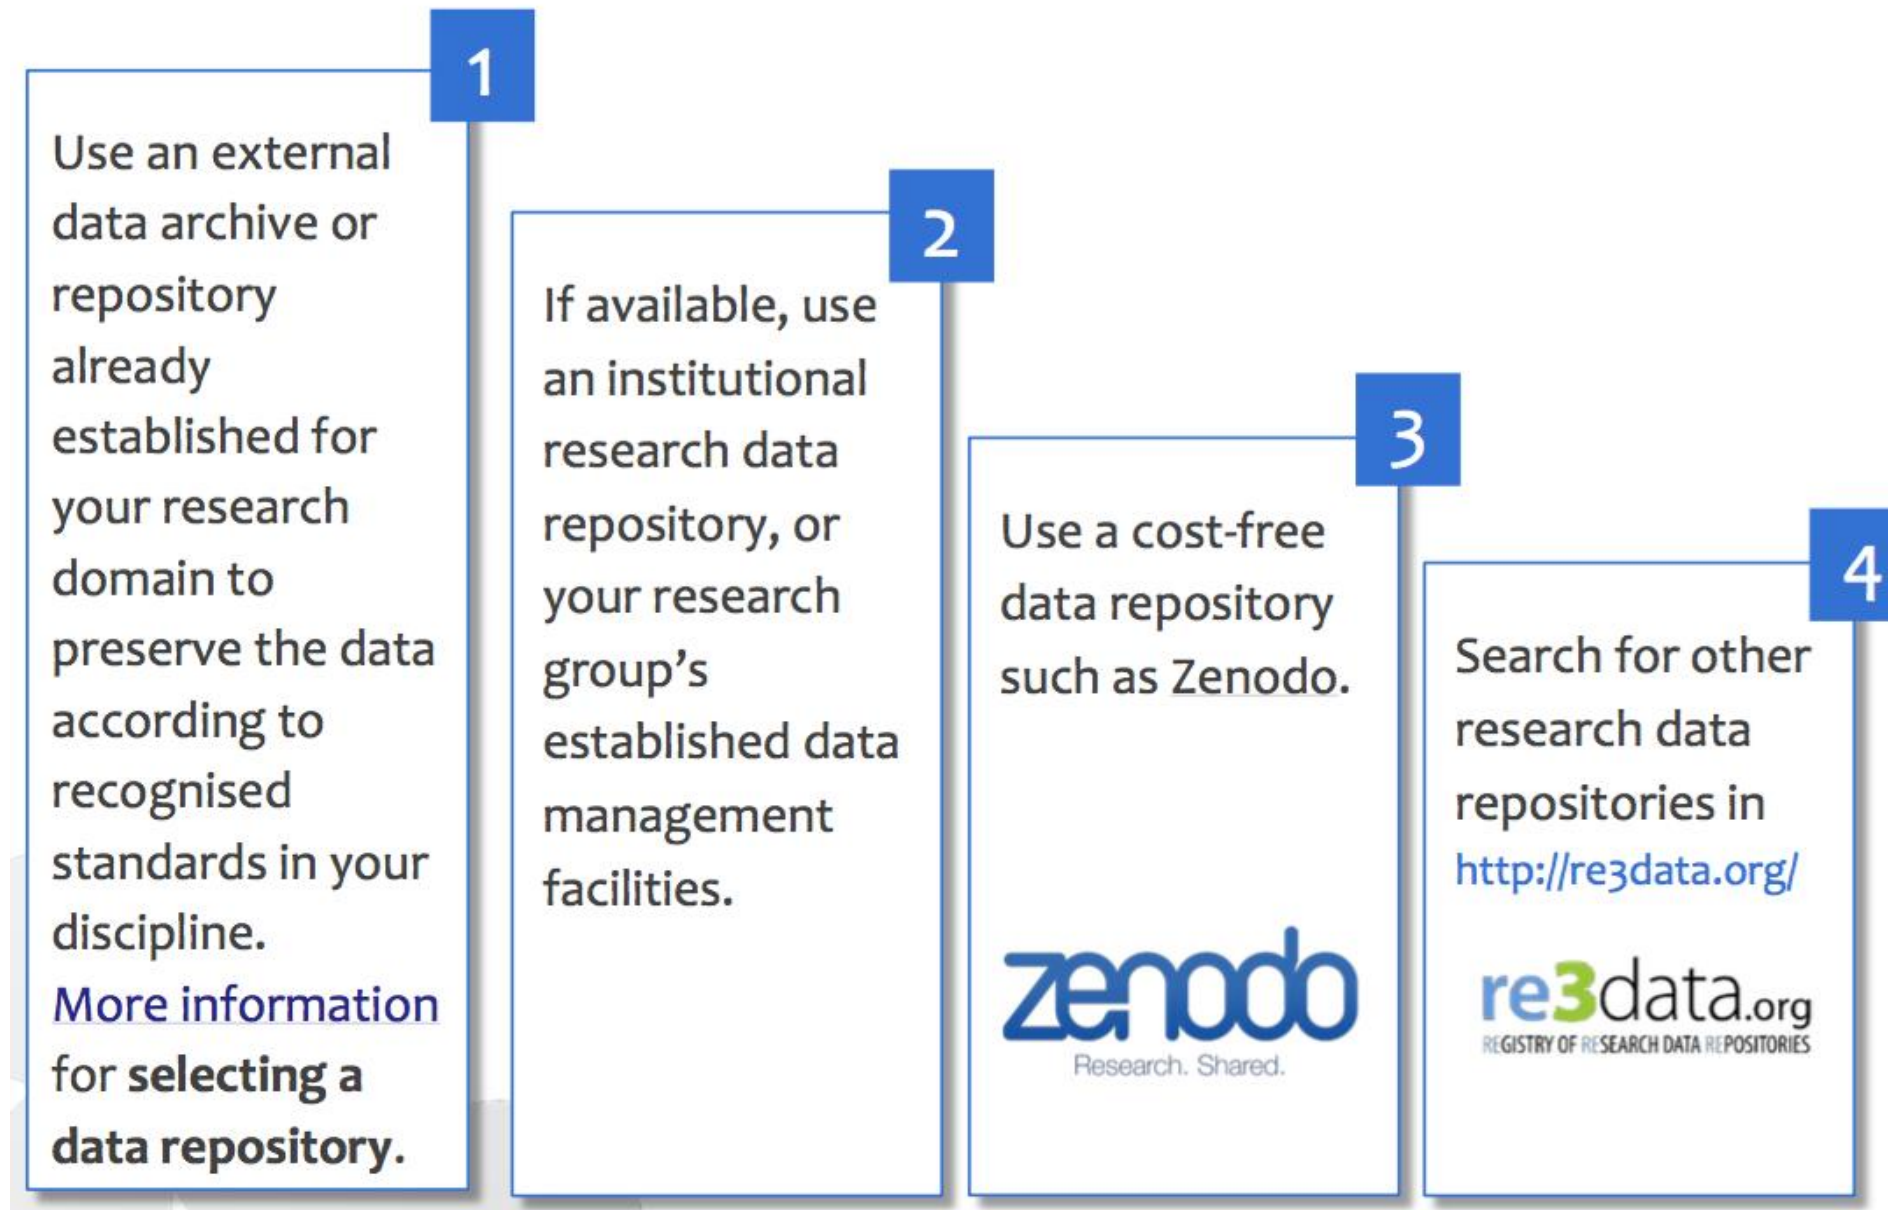 1
Use an external
data archive or
repository
already
established for
your research
domain to
preserve the data
according to
recognised
standards in your
discipline.
More information
for selecting a
data repository.
2
If available, use
an institutional
research data
repository, or
your research
group's
established data
management
facilities.
3
Use a cost-free
data repository
such as Zenodo.
zenodo
Research. Shared.
4
Search for other
research data
repositories in
http://re3data.org/
re3data.org
REGISTRY OF RESEARCH DATA REPOSITORIES